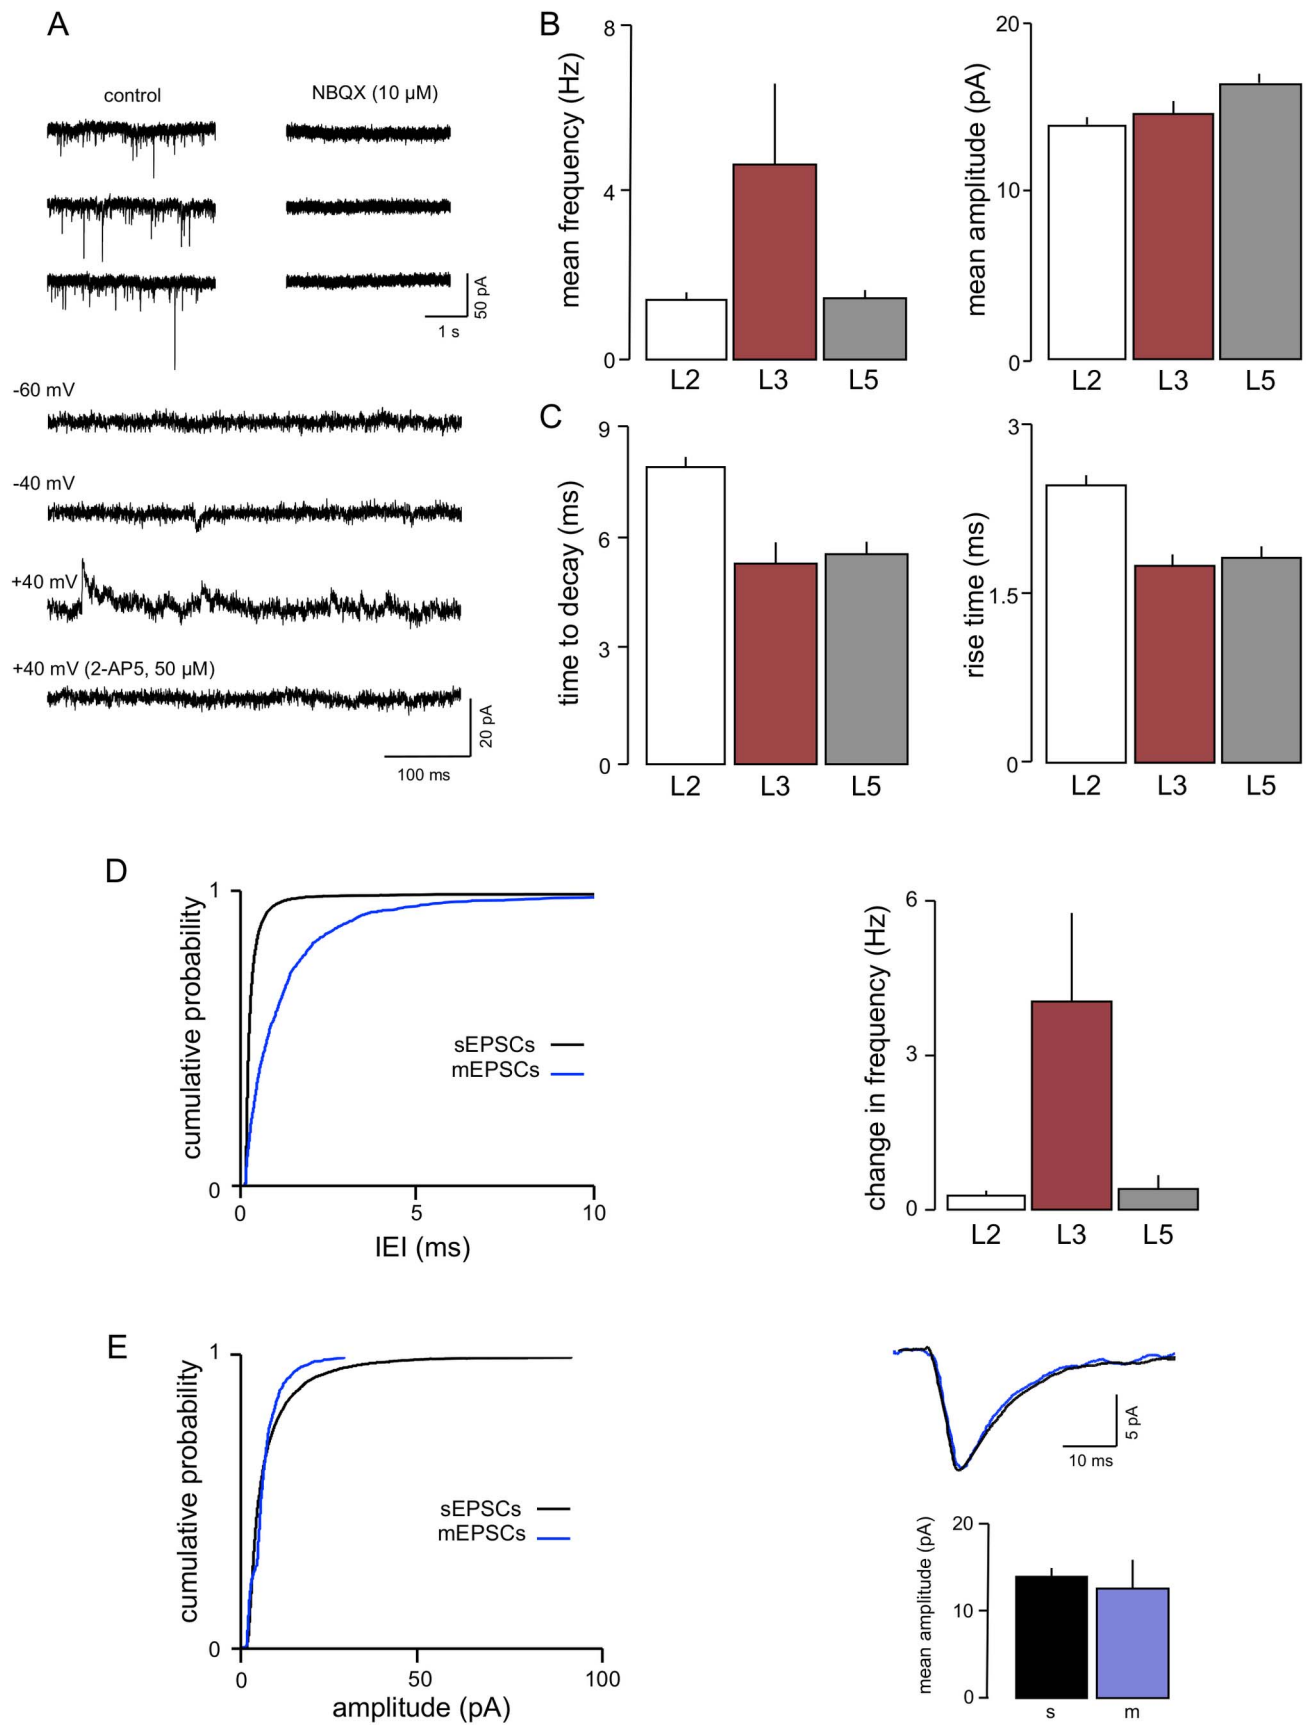 A
control
NBQX (10 µM)
50 pA
1 s
-60 mV
-40 mV
+40 mV
+40 mV (2-AP5, 50 µM)
20 pA
100 ms
B
mean frequency (Hz)
8
4
0
L2 L3 L5
mean amplitude (pA)
20
10
0
L2 L3 L5
C
time to decay (ms)
9
6
3
0
L2 L3 L5
rise time (ms)
3
1.5
0
L2 L3 L5
D
cumulative probability
1
0
sEPSCs
mEPSCs
0 5 10
IEI (ms)
change in frequency (Hz)
6
3
0
L2 L3 L5
E
cumulative probability
1
0
sEPSCs
mEPSCs
0 50 100
amplitude (pA)
5 pA
10 ms
mean amplitude (pA)
20
10
0
s m